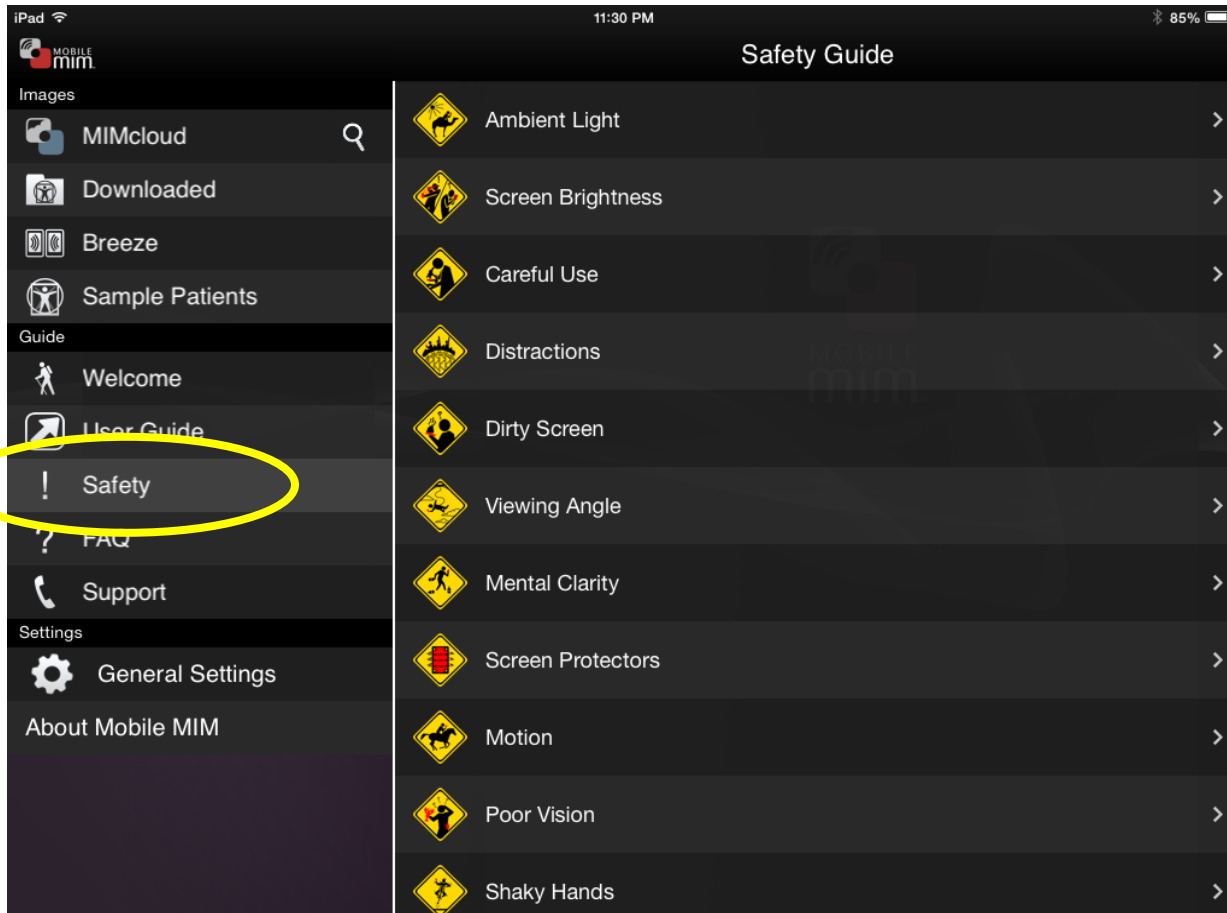 iPad 11:30 PM 85%
MOBILE
mim.
Safety Guide
Images
MIMcloud
Downloaded
Breeze
Sample Patients
Guide
Welcome
User Guide
! Safety
? FAQ
Support
Settings
General Settings
About Mobile MIM
Ambient Light
Screen Brightness
Careful Use
Distractions
Dirty Screen
Viewing Angle
Mental Clarity
Screen Protectors
Motion
Poor Vision
Shaky Hands
MOBILE
mim